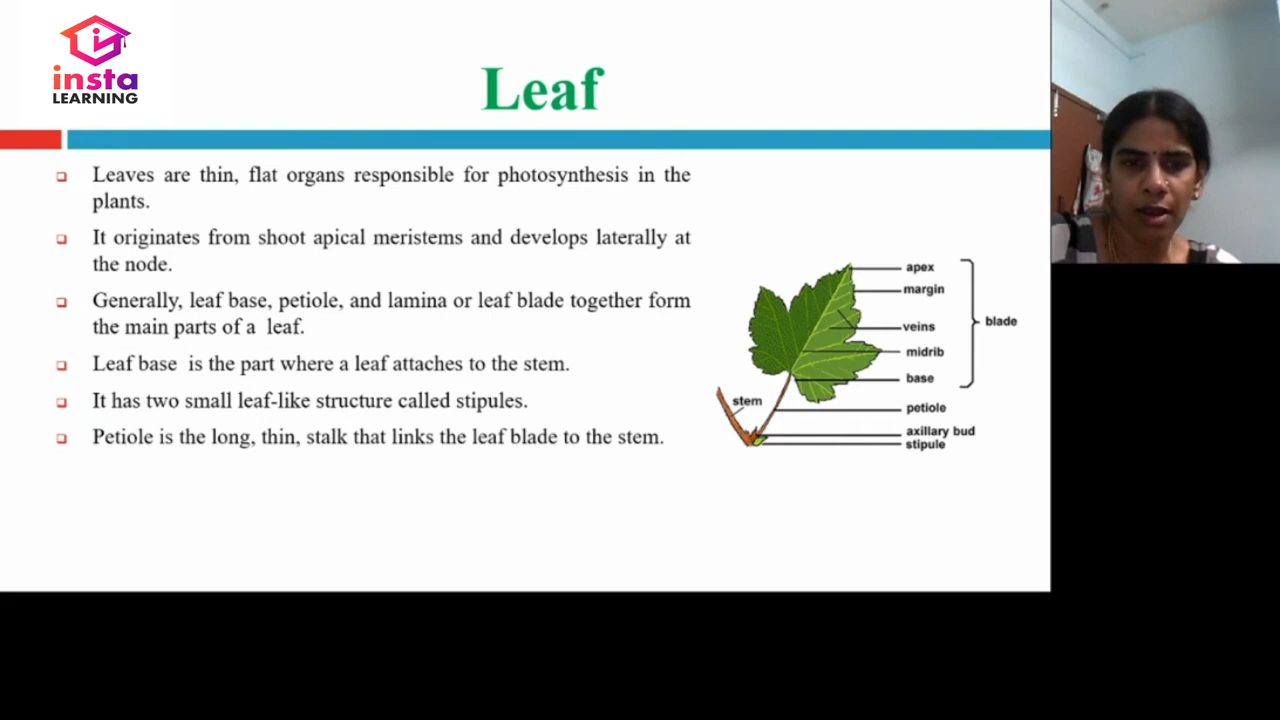 insta
LEARNING
Leaf
Leaves are thin, flat organs responsible for photosynthesis in the
plants.
It originates from shoot apical meristems and develops laterally at
the node.
Generally, leaf base, petiole, and lamina or leaf blade together form
the main parts of a leaf.
Leaf base is the part where a leaf attaches to the stem.
It has two small leaf-like structure called stipules.
Petiole is the long, thin, stalk that links the leaf blade to the stem.
apex
margin
veins
blade
midrib
base
stem
petiole
axillary bud
stipule